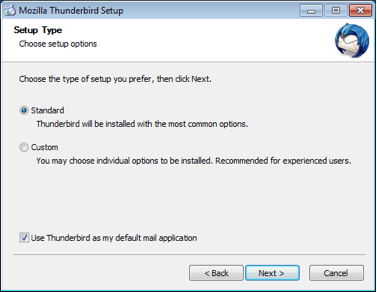 Mozilla Thunderbird Setup
Setup Type
Choose setup options
Choose the type of setup you prefer, then click Next.
Standard
Thunderbird will be installed with the most common options.
Custom
You may choose individual options to be installed. Recommended for experienced users.
Use Thunderbird as my default mail application
< Back Next > Cancel